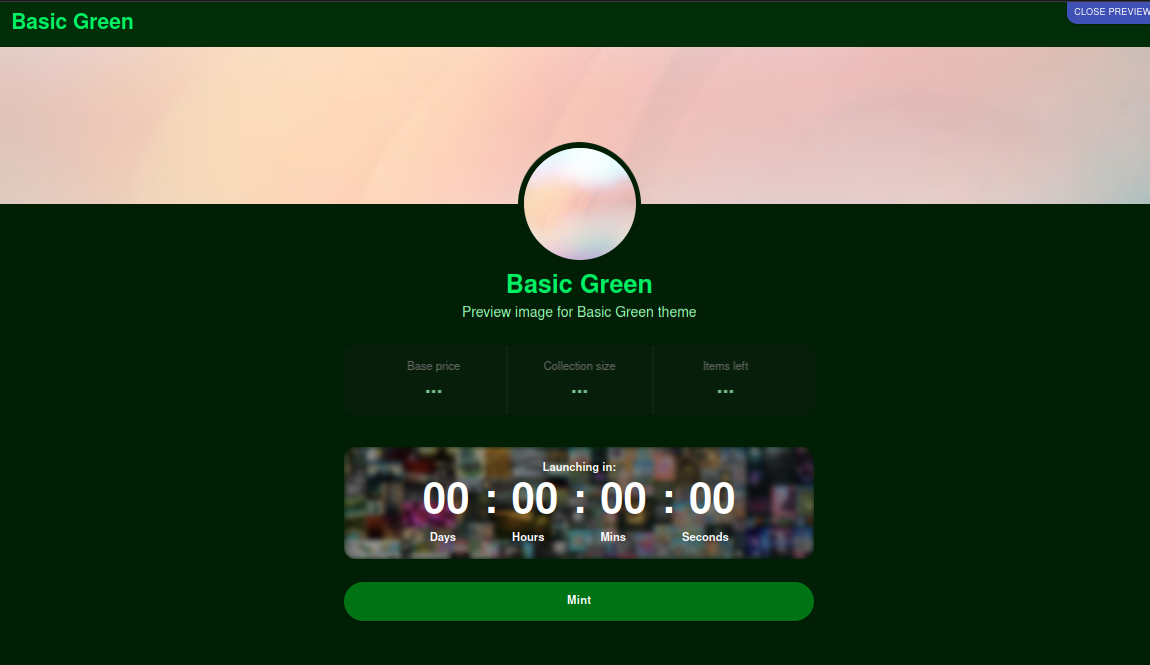 Basic Green
CLOSE PREVIEW
Basic Green
Preview image for Basic Green theme
Base price Collection size Items left
... ... ...
Launching in:
00 : 00 : 00 : 00
Days Hours Mins Seconds
Mint